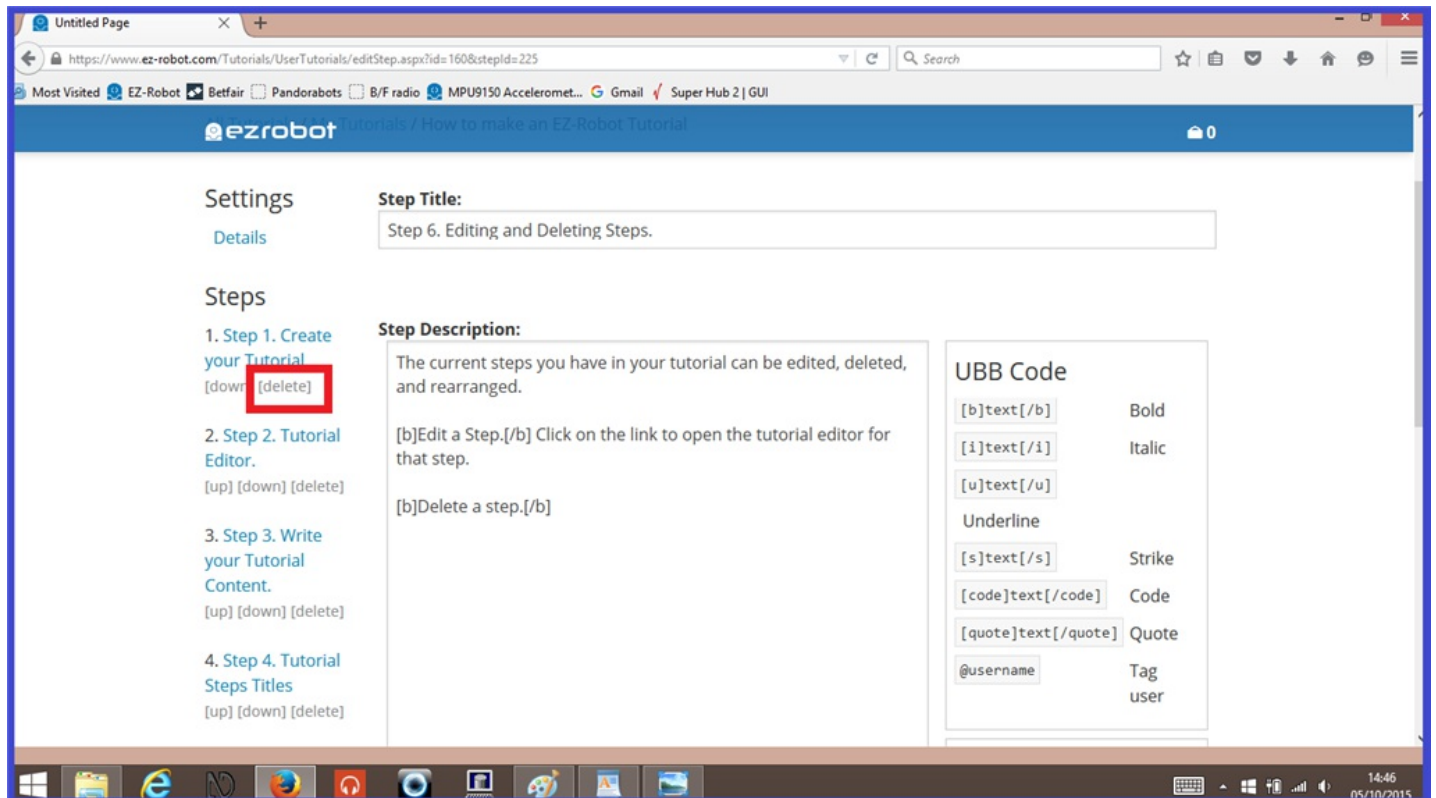 Untitled Page
https://www.ez-robot.com/Tutorials/UserTutorials/editStep.aspx?id=160&stepId=225
Search
Most Visited EZ-Robot Betfair Pandorabots B/F radio MPU9150 Acceleromet... Gmail Super Hub 2 | GUI
ezrobot
Tutorials / How to make an EZ-Robot Tutorial
0
Settings
Details
Steps
1. Step 1. Create
your Tutorial
[down] [delete]
2. Step 2. Tutorial
Editor.
[up] [down] [delete]
3. Step 3. Write
your Tutorial
Content.
[up] [down] [delete]
4. Step 4. Tutorial
Steps Titles
[up] [down] [delete]
Step Title:
Step 6. Editing and Deleting Steps.
Step Description:
The current steps you have in your tutorial can be edited, deleted,
and rearranged.
[b]Edit a Step.[/b] Click on the link to open the tutorial editor for
that step.
[b]Delete a step.[/b]
UBB Code
[b]text[/b] Bold
[i]text[/i] Italic
[u]text[/u]
Underline
[s]text[/s] Strike
[code]text[/code] Code
[quote]text[/quote] Quote
@username Tag
user
14:46
05/10/2015